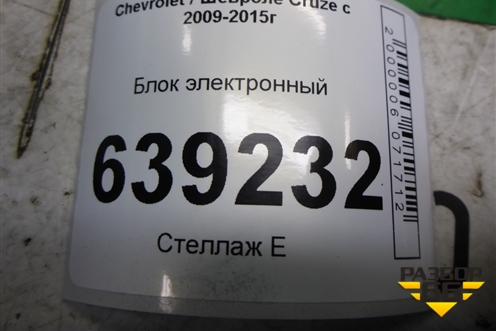 Chevrolet / Шевроле Cruze с
2009-2015г
Блок электронный
639232
Стеллаж Е
2000006071712
РАЗБОР